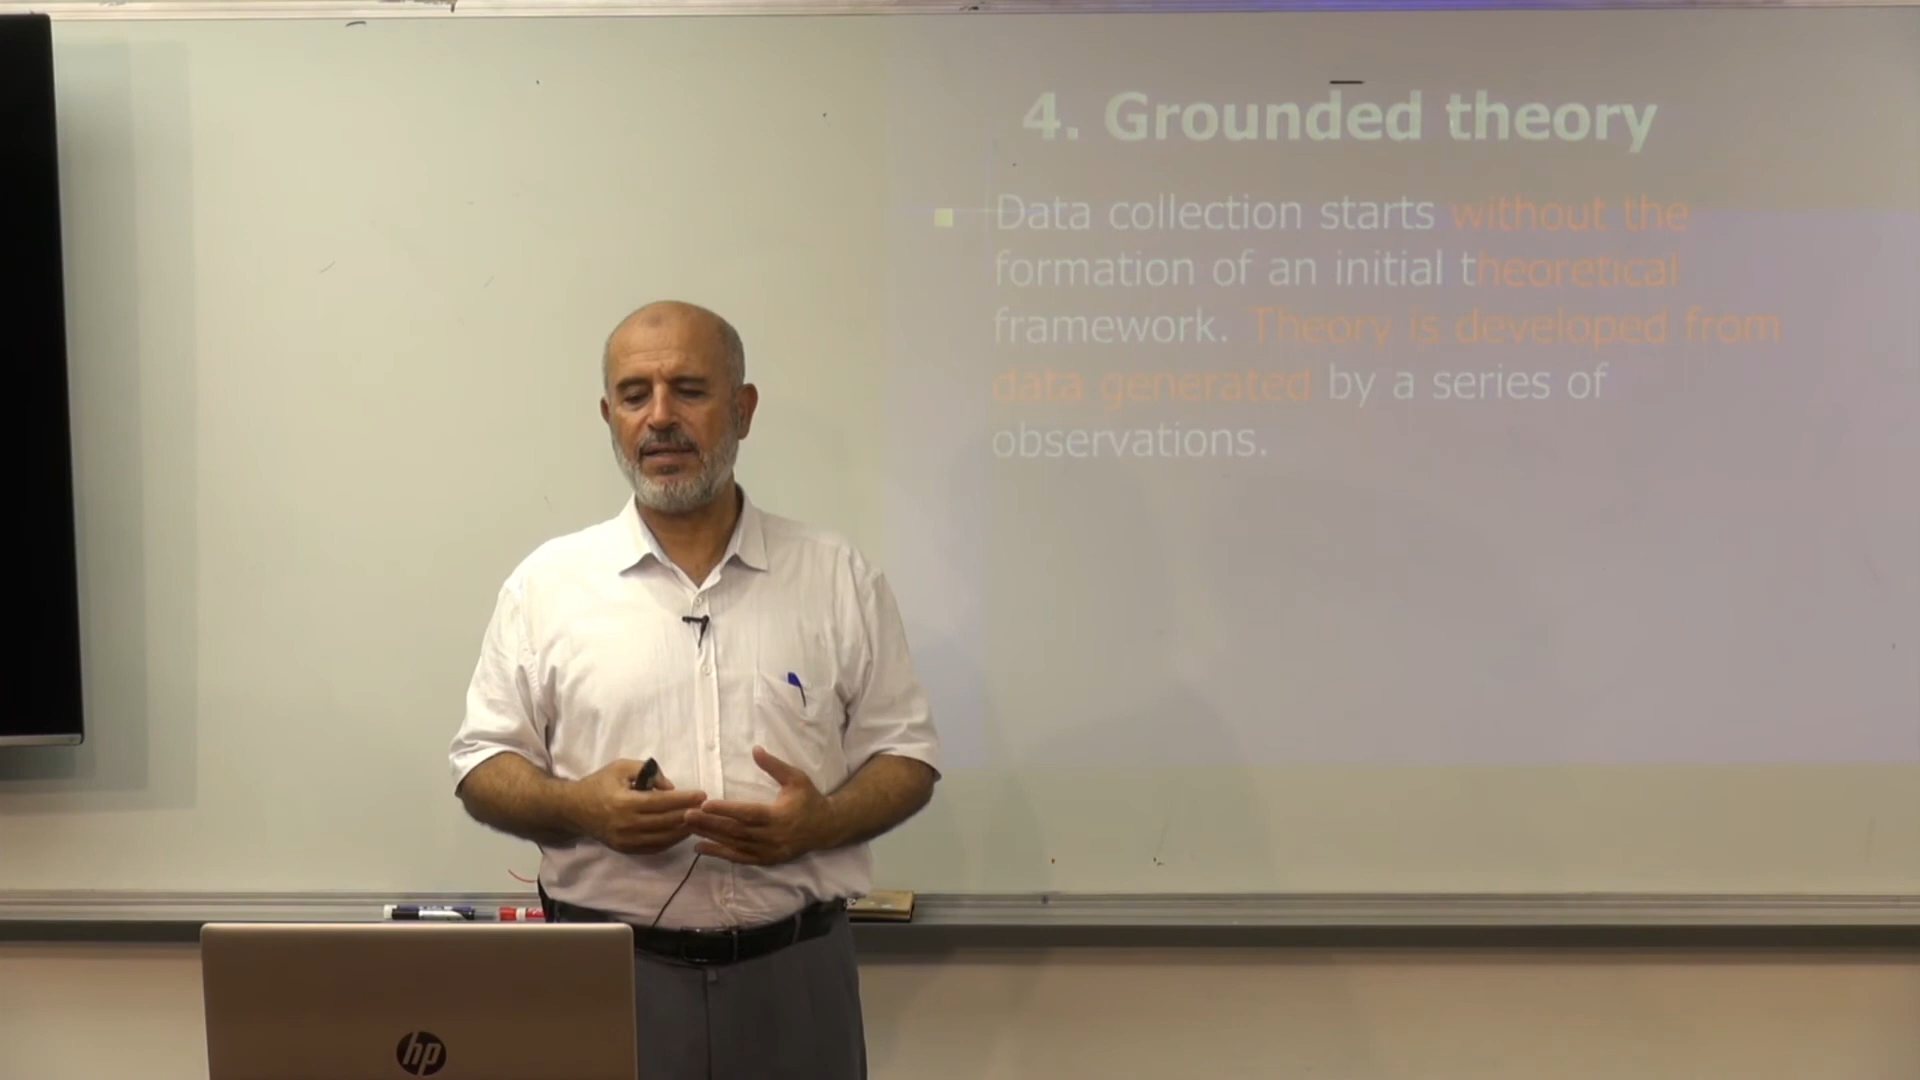 4. Grounded theory
Data collection starts without the
formation of an initial theoretical
framework. Theory is developed from
data generated by a series of
observations.
hp